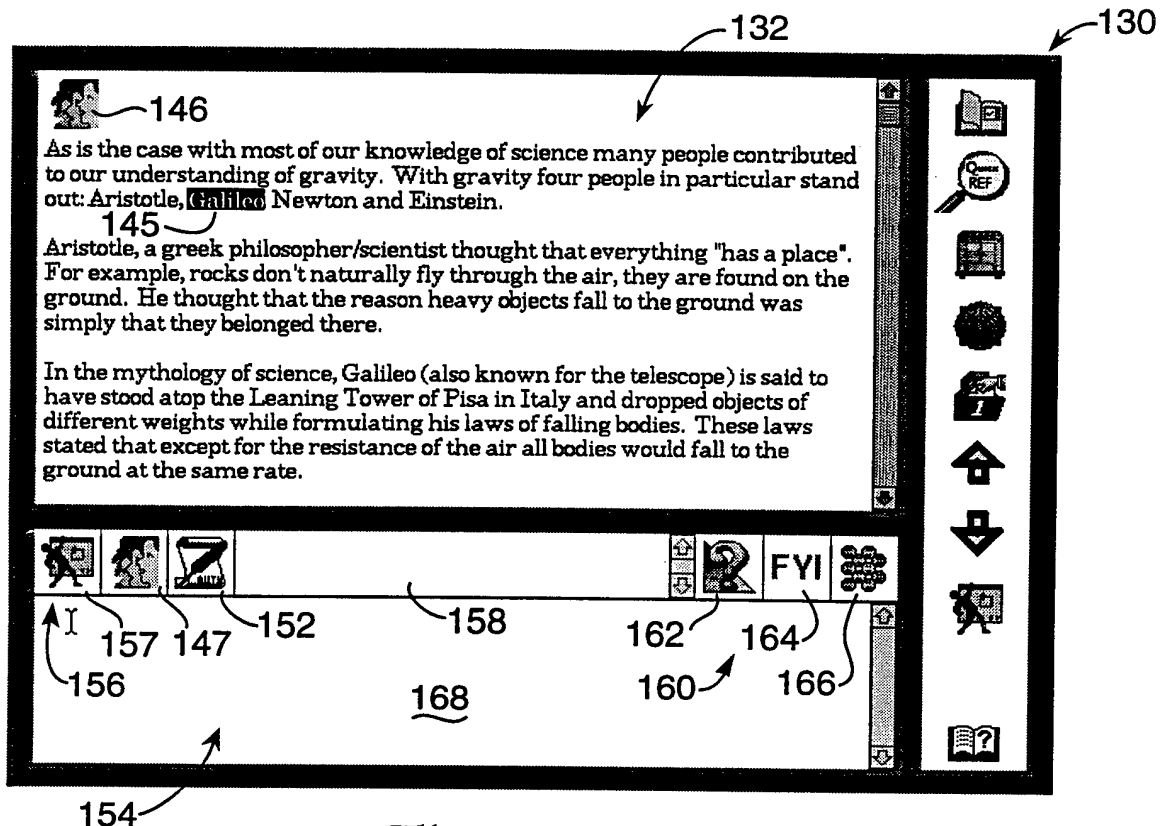 132
130
146
As is the case with most of our knowledge of science many people contributed
to our understanding of gravity. With gravity four people in particular stand
out: Aristotle, Galileo Newton and Einstein.
145
Aristotle, a greek philosopher/scientist thought that everything "has a place".
For example, rocks don't naturally fly through the air, they are found on the
ground. He thought that the reason heavy objects fall to the ground was
simply that they belonged there.
In the mythology of science, Galileo (also known for the telescope) is said to
have stood atop the Leaning Tower of Pisa in Italy and dropped objects of
different weights while formulating his laws of falling bodies. These laws
stated that except for the resistance of the air all bodies would fall to the
ground at the same rate.
REF
1
FYI
157
147
152
158
162
164
156
160
166
168
?
154